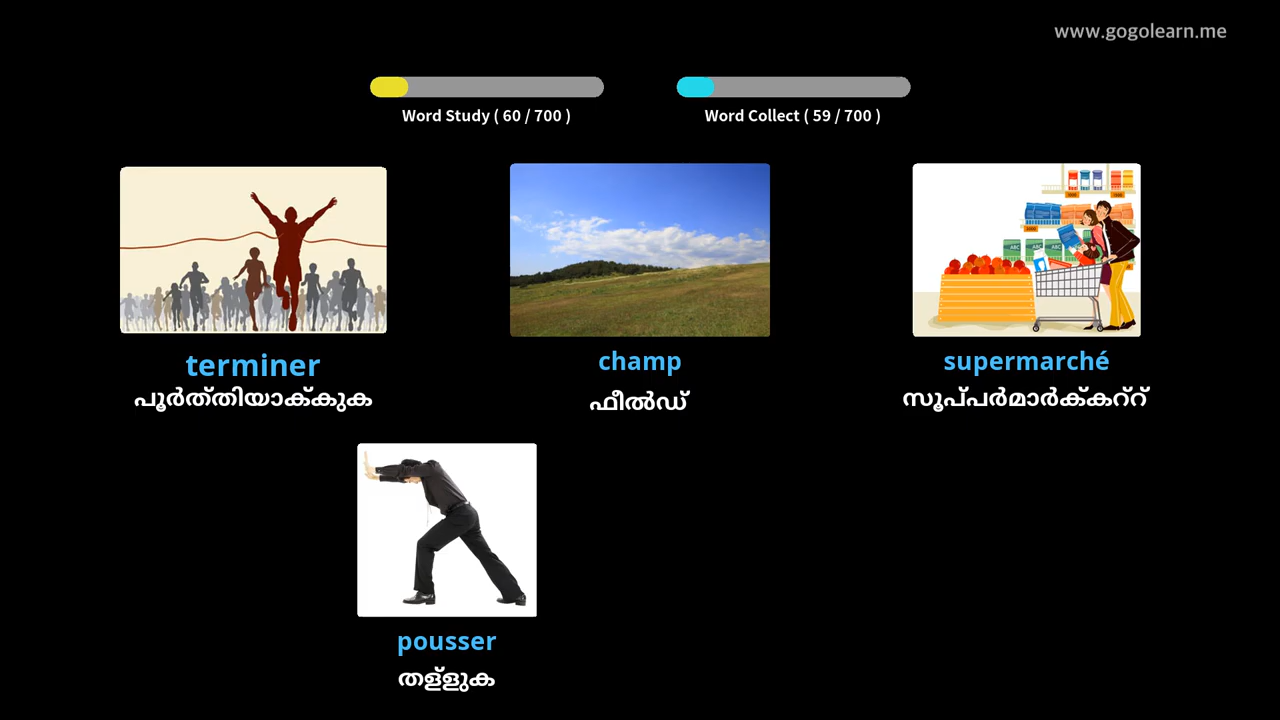 www.gogolearn.me
Word Study ( 60 / 700 )
Word Collect ( 59 / 700 )
terminer
പൂർത്തിയാക്കുക
champ
ഫീൽഡ്
supermarché
സൂപ്പർമാർക്കറ്റ്
pousser
തള്ളുക